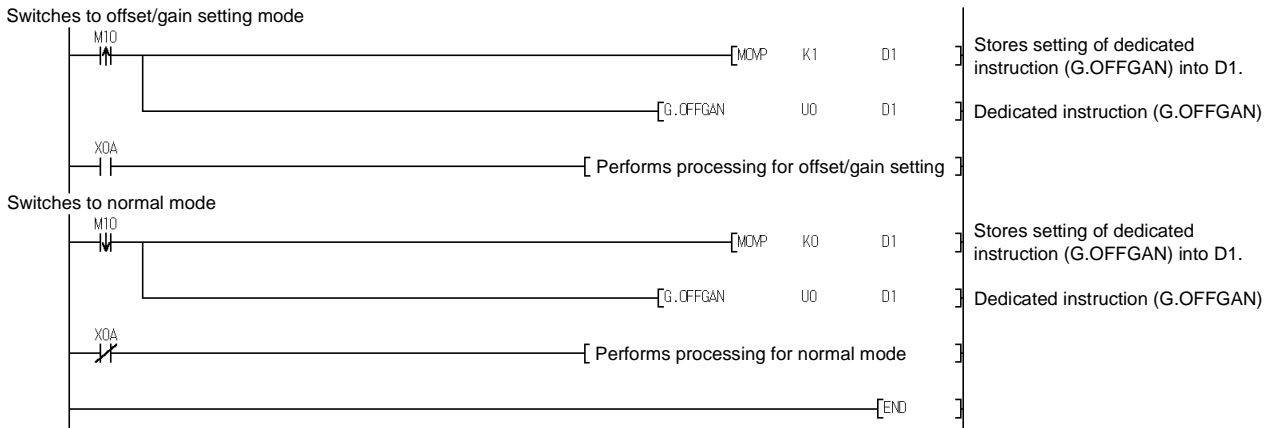 Switches to offset/gain setting mode
M10
MOVP K1 D1
Stores setting of dedicated
instruction (G.OFFGAN) into D1.
G.OFFGAN U0 D1
Dedicated instruction (G.OFFGAN)
X0A
Performs processing for offset/gain setting
Switches to normal mode
M10
MOVP K0 D1
Stores setting of dedicated
instruction (G.OFFGAN) into D1.
G.OFFGAN U0 D1
Dedicated instruction (G.OFFGAN)
X0A
Performs processing for normal mode
END